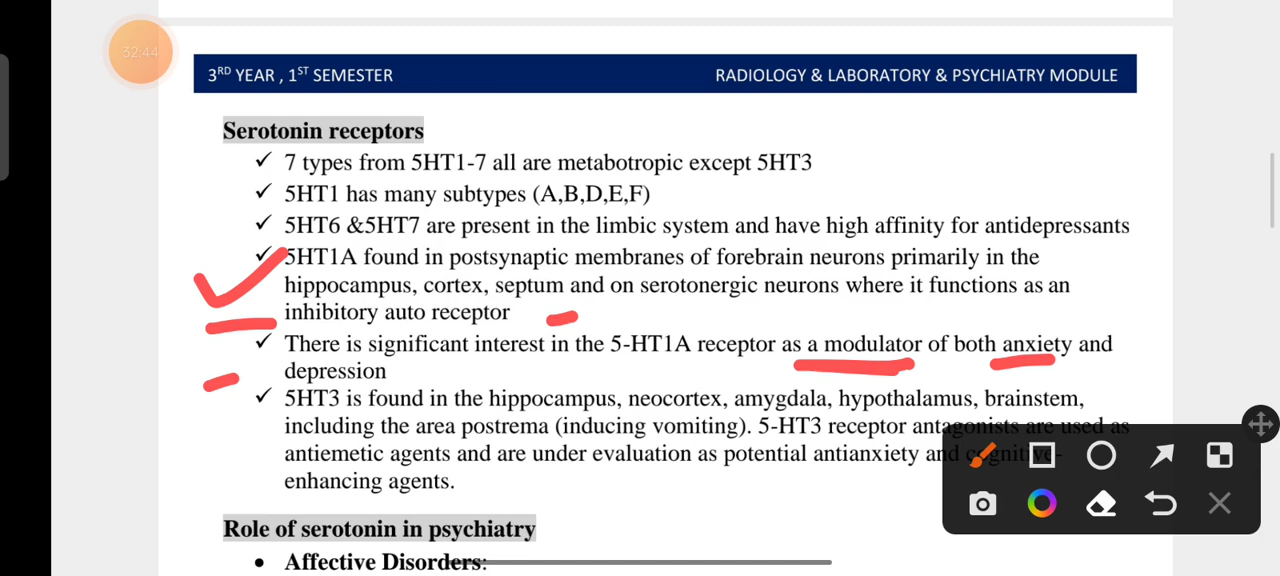 32:44
3RD YEAR , 1ST SEMESTER RADIOLOGY & LABORATORY & PSYCHIATRY MODULE
Serotonin receptors
✓ 7 types from 5HT1-7 all are metabotropic except 5HT3
✓ 5HT1 has many subtypes (A,B,D,E,F)
✓ 5HT6 &5HT7 are present in the limbic system and have high affinity for antidepressants
✓ 5HT1A found in postsynaptic membranes of forebrain neurons primarily in the
hippocampus, cortex, septum and on serotonergic neurons where it functions as an
inhibitory auto receptor
✓ There is significant interest in the 5-HT1A receptor as a modulator of both anxiety and
depression
✓ 5HT3 is found in the hippocampus, neocortex, amygdala, hypothalamus, brainstem,
including the area postrema (inducing vomiting). 5-HT3 receptor antagonists are used as
antiemetic agents and are under evaluation as potential antianxiety and cognitive-
enhancing agents.
Role of serotonin in psychiatry
• Affective Disorders: